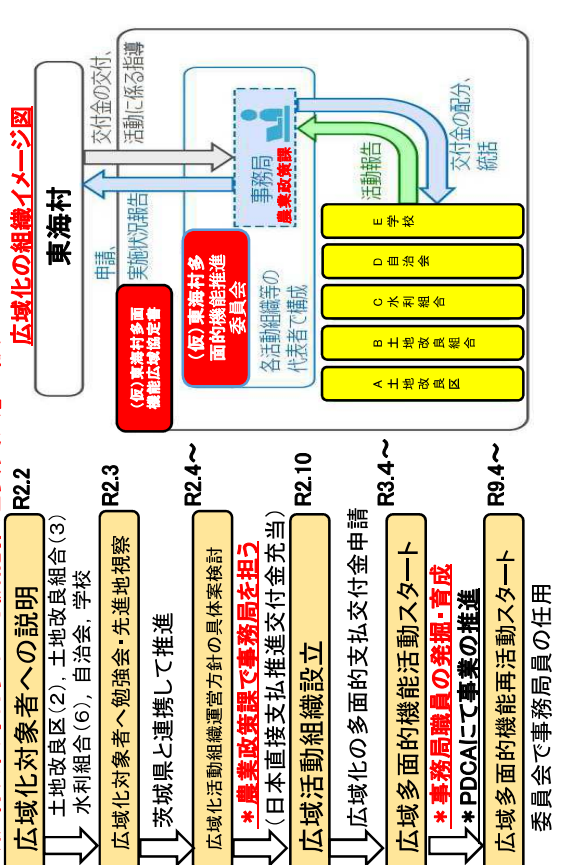 広域化対象者への説明
R2.2
土地改良区(2)，土地改良組合(3)
水利組合(6)，自治会，学校
広域化対象者へ勉強会・先進地視察
R2.3
茨城県と連携して推進
広域化活動組織運営方針の具体案検討
R2.4～
＊農業政策課で事務局を担う
(日本直接支払推進交付金充当)
広域活動組織設立
R2.10
広域化の多面的支払交付金申請
広域多面的機能活動スタート
R3.4～
＊事務局職員の発掘・育成
＊PDCAIにて事業の推進
広域多面的機能再活動スタート
R9.4～
委員会で事務局員の任用
広域化の組織イメージ図
東海村
申請、
実施状況報告
交付金の交付、
活動に係る指導
(仮)東海村多面
機能広域協定書
(仮)東海村多
面的機能推進
委員会
各活動組織等の
代表者で構成
事務局
農業政策課
活動報告
交付金の配分、
統括
A 土地改良区
B 土地改良組合
C 水利組合
D 自治会
E 学校